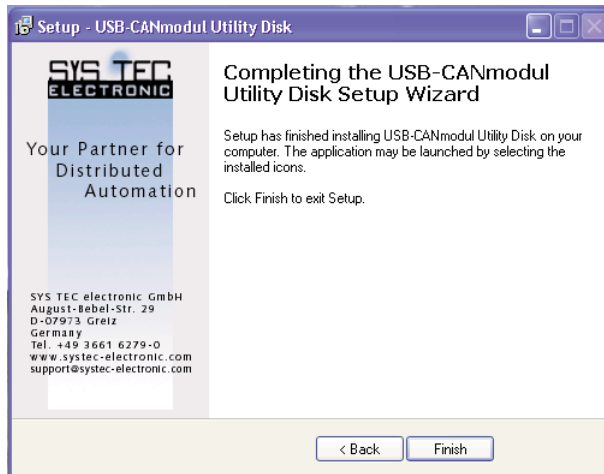 Setup - USB-CANmodul Utility Disk
SYS TEC
ELECTRONIC
Your Partner for
Distributed
Automation
SYS TEC electronic GmbH
August-Bebel-Str. 29
D-07973 Greiz
Germany
Tel. +49 3661 6279-0
www.systec-electronic.com
support@systec-electronic.com
Completing the USB-CANmodul
Utility Disk Setup Wizard
Setup has finished installing USB-CANmodul Utility Disk on your
computer. The application may be launched by selecting the
installed icons.
Click Finish to exit Setup.
< Back
Finish